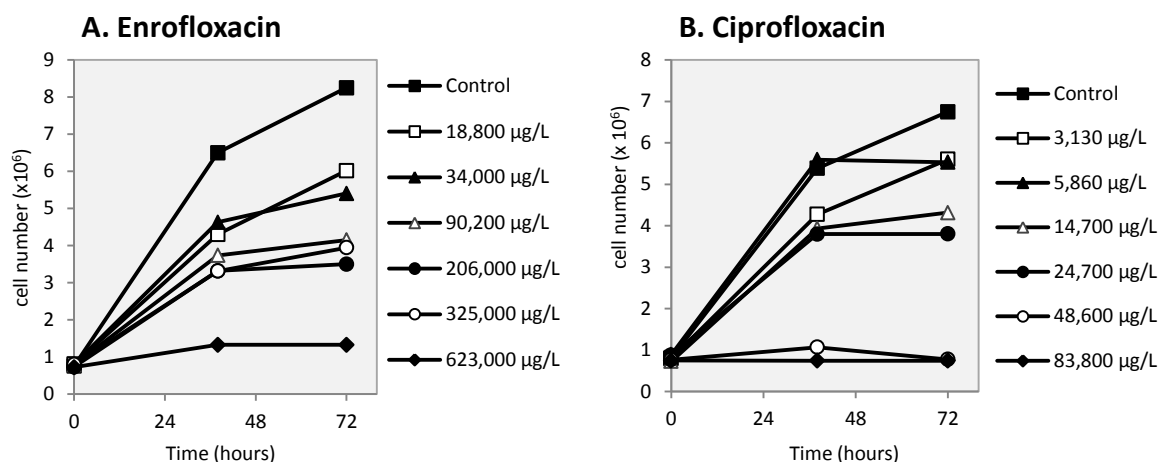 A. Enrofloxacin
cell number (x10⁶)
9
8
7
6
5
4
3
2
1
0
0 24 48 72
Time (hours)
Control
18,800 µg/L
34,000 µg/L
90,200 µg/L
206,000 µg/L
325,000 µg/L
623,000 µg/L
B. Ciprofloxacin
cell number (x 10⁶)
8
7
6
5
4
3
2
1
0
0 24 48 72
Time (hours)
Control
3,130 µg/L
5,860 µg/L
14,700 µg/L
24,700 µg/L
48,600 µg/L
83,800 µg/L